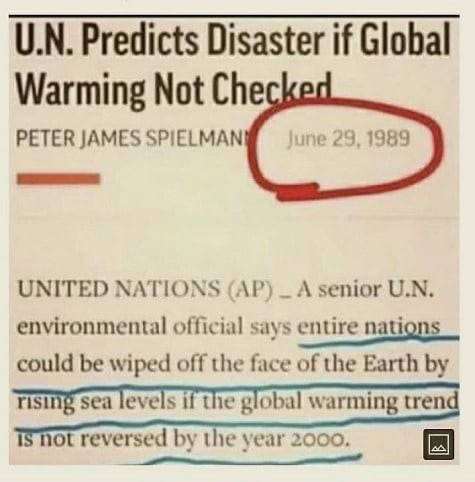 U.N. Predicts Disaster if Global
Warming Not Checked
PETER JAMES SPIELMANN June 29, 1989
UNITED NATIONS (AP) _ A senior U.N.
environmental official says entire nations
could be wiped off the face of the Earth by
rising sea levels if the global warming trend
is not reversed by the year 2000.